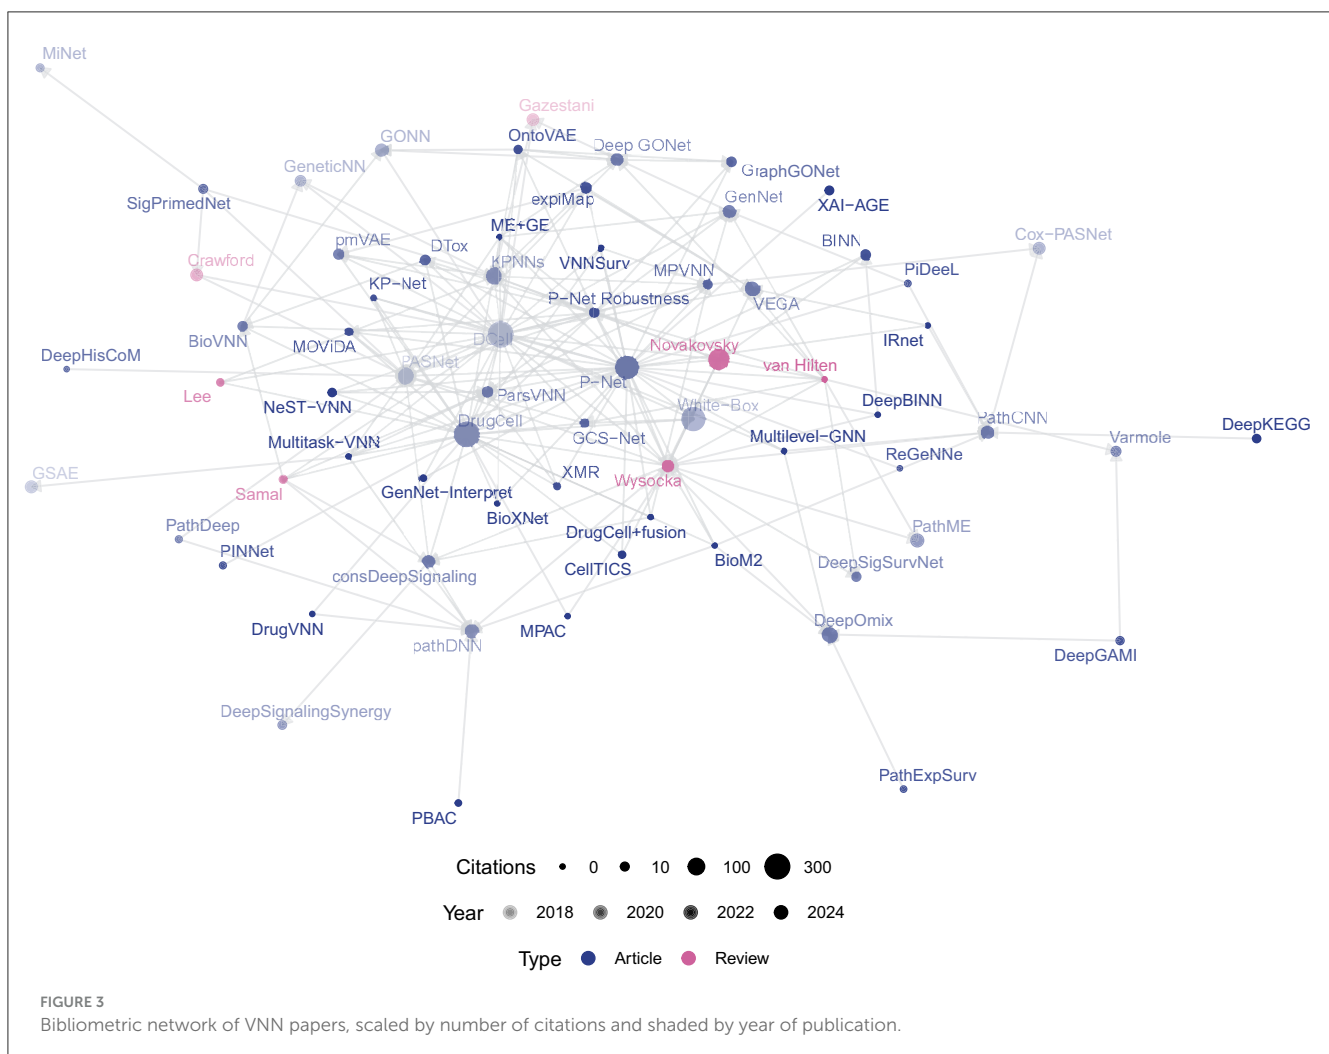 MiNet
Gazestani
GONN
OntoVAE
Deep GONet
GeneticNN
GraphGONet
SigPrimedNet
expiMap
GenNet
XAI-AGE
ME+GE
pmVAE
DTox
BINN
Cox-PASNet
Crawford
KPNNs
VNNSurv
MPVNN
PiDeeL
KP-Net
P-Net Robustness
VEGA
BioVNN
MOViDA
DCell
Novakovsky
IRnet
DeepHisCoM
PASNet
P-Net
van Hilten
Lee
NeST-VNN
ParsVNN
White-Box
DeepBINN
DrugCell
PathCNN
DeepKEGG
Multitask-VNN
GCS-Net
Multilevel-GNN
Varmole
GSAE
XMR
Wysocka
ReGeNNe
Samal
GenNet-Interpret
BioXNet
PathDeep
DrugCell+fusion
PathME
PINNet
consDeepSignaling
CellTICS
BioM2
DeepSigSurvNet
DrugVNN
MPAC
DeepOmix
pathDNN
DeepGAMI
DeepSignalingSynergy
PathExpSurv
PBAC
Citations 0 10 100 300
Year 2018 2020 2022 2024
Type Article Review
FIGURE 3
Bibliometric network of VNN papers, scaled by number of citations and shaded by year of publication.